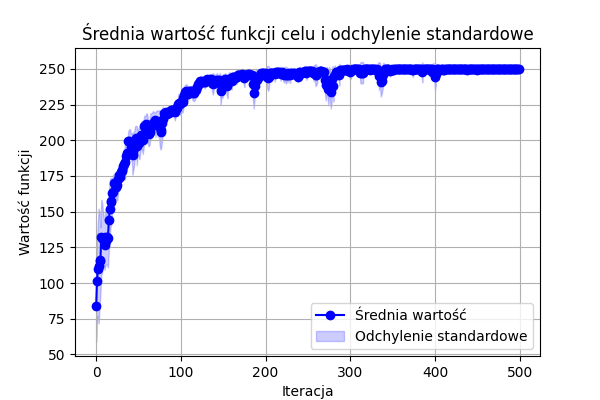 Średnia wartość funkcji celu i odchylenie standardowe
Wartość funkcji
250
225
200
175
150
125
100
75
50
Średnia wartość
Odchylenie standardowe
0 100 200 300 400 500
Iteracja